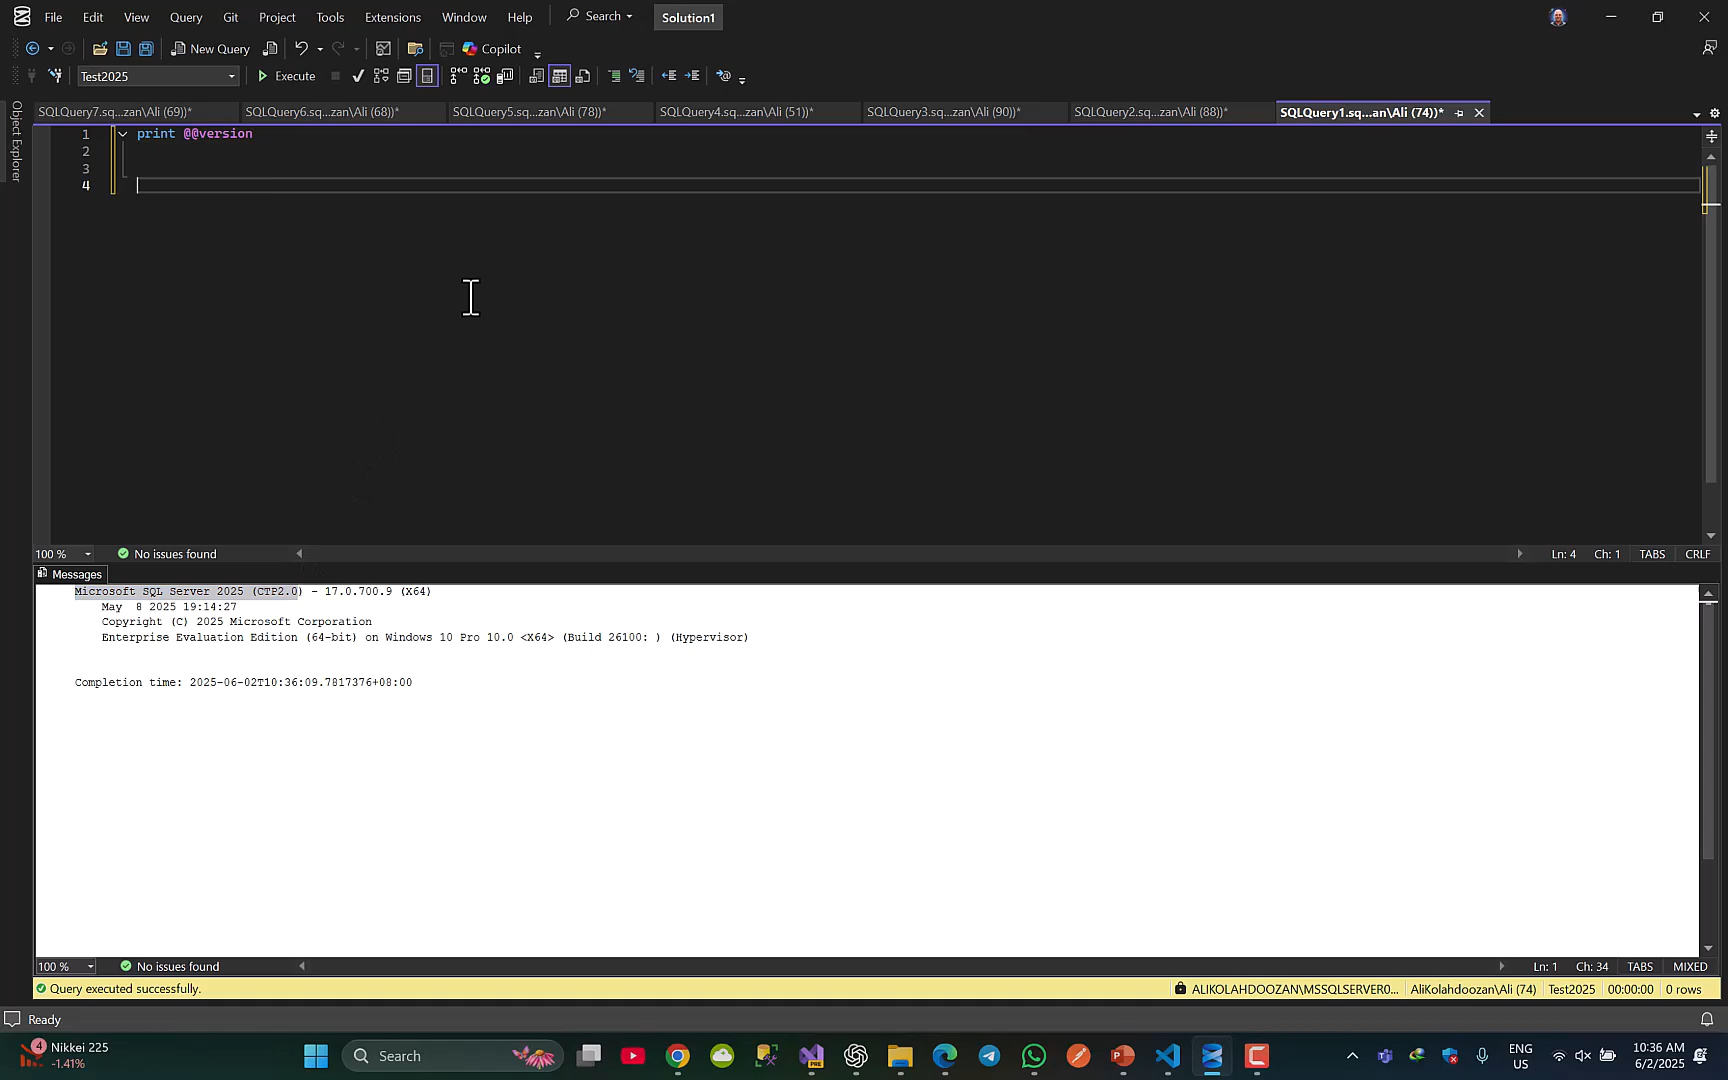 File Edit View Query Git Project Tools Extensions Window Help Search Solution1
New Query Copilot
Test2025 Execute
SQLQuery7.sq...zan\Ali (69))* SQLQuery6.sq...zan\Ali (68))* SQLQuery5.sq...zan\Ali (78))* SQLQuery4.sq...zan\Ali (51))* SQLQuery3.sq...zan\Ali (90))* SQLQuery2.sq...zan\Ali (88))* SQLQuery1.sq...an\Ali (74))*
Object Explorer
1 print @@version
2
3
4
100 % No issues found Ln: 4 Ch: 1 TABS CRLF
Messages
Microsoft SQL Server 2025 (CTP2.0) - 17.0.700.9 (X64)
May 8 2025 19:14:27
Copyright (C) 2025 Microsoft Corporation
Enterprise Evaluation Edition (64-bit) on Windows 10 Pro 10.0 <X64> (Build 26100: ) (Hypervisor)
Completion time: 2025-06-02T10:36:09.7817376+08:00
100 % No issues found Ln: 1 Ch: 34 TABS MIXED
Query executed successfully. ALIKOLAHDOOZAN\MSSQLSERVER0... AliKolahdoozan\Ali (74) Test2025 00:00:00 0 rows
Ready
4 Nikkei 225
-1.41%
Search
PRE
ENG
US
10:36 AM
6/2/2025